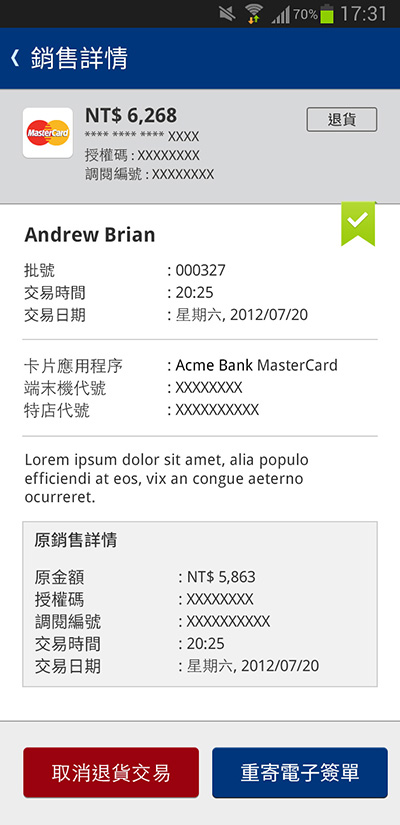 70% 17:31
銷售詳情
MasterCard
NT$ 6,268
退貨
**** **** **** XXXX
授權碼 : XXXXXXXX
調閱編號 : XXXXXXXX
Andrew Brian
批號 : 000327
交易時間 : 20:25
交易日期 : 星期六, 2012/07/20
卡片應用程序 : Acme Bank MasterCard
端末機代號 : XXXXXXXX
特店代號 : XXXXXXXXXX
Lorem ipsum dolor sit amet, alia populo
efficiendi at eos, vix an congue aeterno
ocurreret.
原銷售詳情
原金額 : NT$ 5,863
授權碼 : XXXXXXXX
調閱編號 : XXXXXXXXXX
交易時間 : 20:25
交易日期 : 星期六, 2012/07/20
取消退貨交易
重寄電子簽單